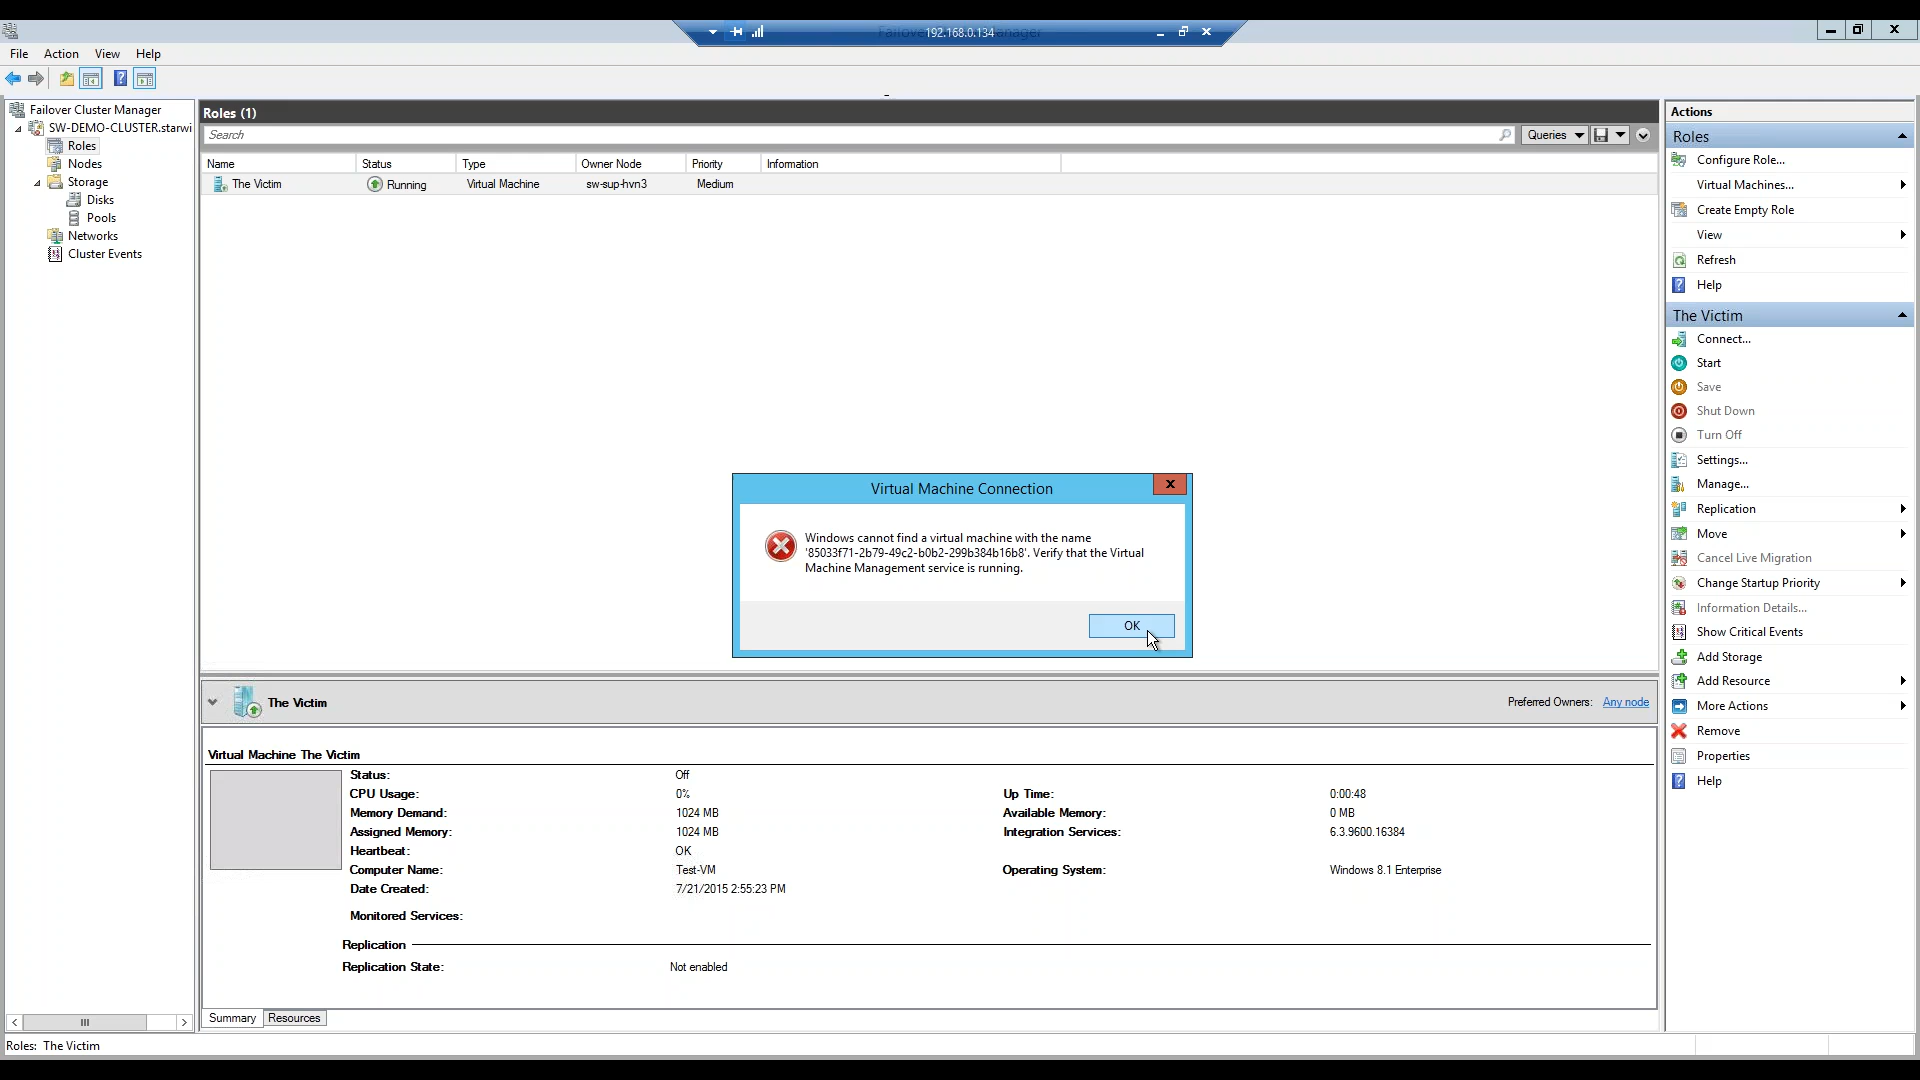 192.168.0.134
File Action View Help
Failover Cluster Manager
SW-DEMO-CLUSTER.starwi
Roles
Nodes
Storage
Disks
Pools
Networks
Cluster Events
Roles (1)
Search
Queries
Name Status Type Owner Node Priority Information
The Victim Running Virtual Machine sw-sup-hvn3 Medium
Virtual Machine Connection
Windows cannot find a virtual machine with the name
'85033f71-2b79-49c2-b0b2-299b384b16b8'. Verify that the Virtual
Machine Management service is running.
OK
The Victim
Preferred Owners: Any node
Virtual Machine The Victim
Status: Off
CPU Usage: 0% Up Time: 0:00:48
Memory Demand: 1024 MB Available Memory: 0 MB
Assigned Memory: 1024 MB Integration Services: 6.3.9600.16384
Heartbeat: OK
Computer Name: Test-VM Operating System: Windows 8.1 Enterprise
Date Created: 7/21/2015 2:55:23 PM
Monitored Services:
Replication
Replication State: Not enabled
Summary Resources
Actions
Roles
Configure Role...
Virtual Machines...
Create Empty Role
View
Refresh
Help
The Victim
Connect...
Start
Save
Shut Down
Turn Off
Settings...
Manage...
Replication
Move
Cancel Live Migration
Change Startup Priority
Information Details...
Show Critical Events
Add Storage
Add Resource
More Actions
Remove
Properties
Help
Roles: The Victim